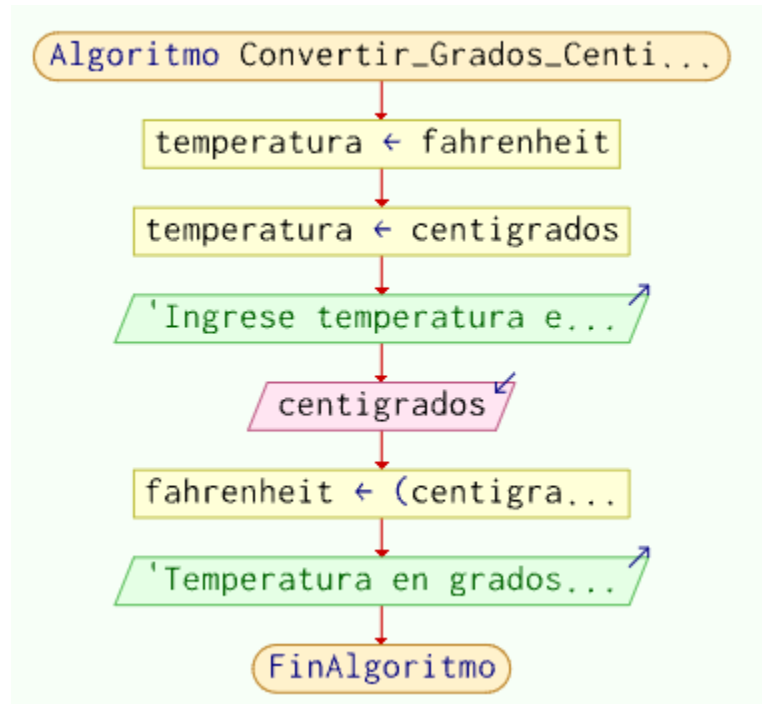 Algoritmo Convertir_Grados_Centi...
temperatura ← fahrenheit
temperatura ← centigrados
'Ingrese temperatura e...
centigrados
fahrenheit ← (centigra...
'Temperatura en grados...
FinAlgoritmo